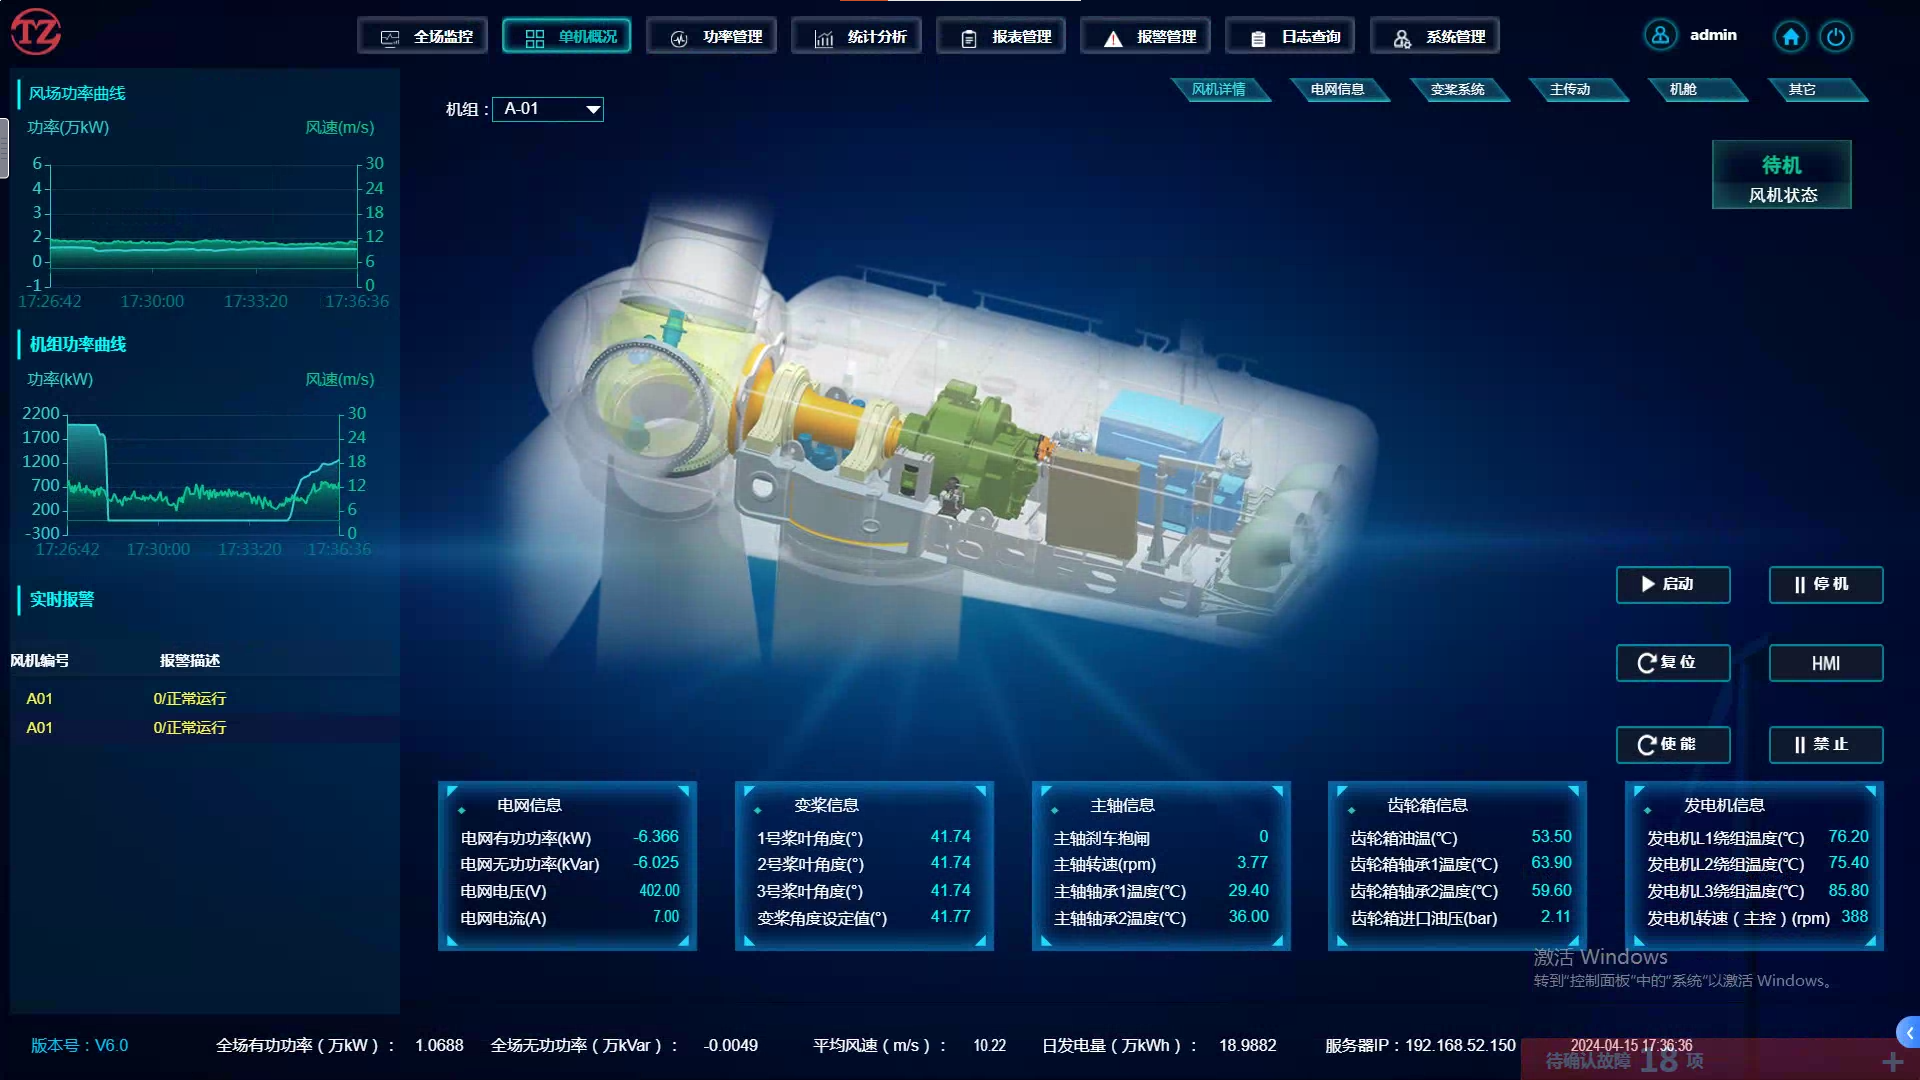 TZ
全场监控 单机概况 功率管理 统计分析 报表管理 报警管理 日志查询 系统管理 admin
风机详情 电网信息 变桨系统 主传动 机舱 其它
机组： A-01
待机
风机状态
风场功率曲线
功率(万kW) 风速(m/s)
6 30
4 24
3 18
2 12
0 6
-1 0
17:26:42 17:30:00 17:33:20 17:36:36
机组功率曲线
功率(kW) 风速(m/s)
2200 30
1700 24
1200 18
700 12
200 6
-300 0
17:26:42 17:30:00 17:33:20 17:36:36
实时报警
风机编号 报警描述
A01 0/正常运行
A01 0/正常运行
启动 停机
复位 HMI
使能 禁止
电网信息
电网有功功率(kW) -6.366
电网无功功率(kVar) -6.025
电网电压(V) 402.00
电网电流(A) 7.00
变桨信息
1号桨叶角度(°) 41.74
2号桨叶角度(°) 41.74
3号桨叶角度(°) 41.74
变桨角度设定值(°) 41.77
主轴信息
主轴刹车抱闸 0
主轴转速(rpm) 3.77
主轴轴承1温度(℃) 29.40
主轴轴承2温度(℃) 36.00
齿轮箱信息
齿轮箱油温(℃) 53.50
齿轮箱轴承1温度(℃) 63.90
齿轮箱轴承2温度(℃) 59.60
齿轮箱进口油压(bar) 2.11
发电机信息
发电机L1绕组温度(℃) 76.20
发电机L2绕组温度(℃) 75.40
发电机L3绕组温度(℃) 85.80
发电机转速（主控）(rpm) 388
激活 Windows
转到"控制面板"中的"系统"以激活 Windows。
版本号：V6.0 全场有功功率（万kW）： 1.0688 全场无功功率（万kVar）： -0.0049 平均风速（m/s）： 10.22 日发电量（万kWh）： 18.9882 服务器IP：192.168.52.150 2024-04-15 17:36:36
待确认故障 18 项